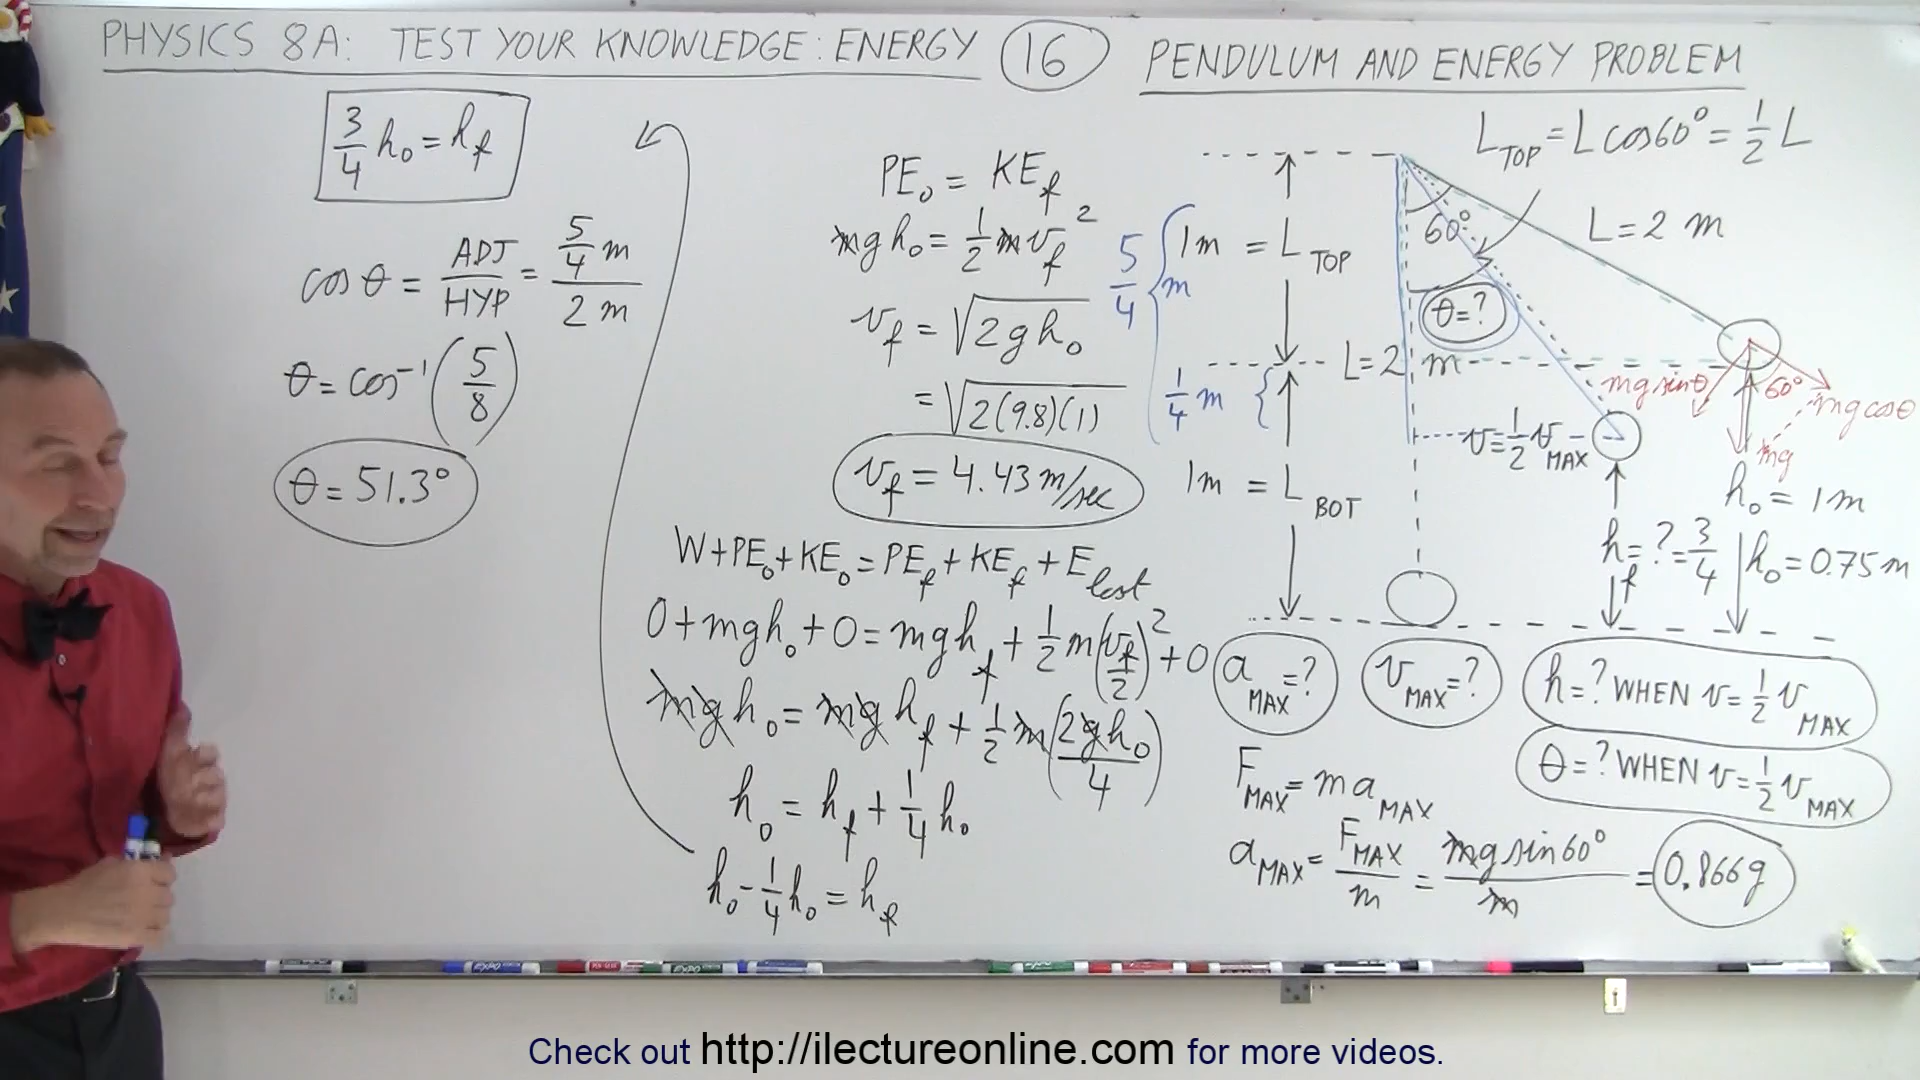 PHYSICS 8A: TEST YOUR KNOWLEDGE: ENERGY 16 PENDULUM AND ENERGY PROBLEM
3/4 h₀ = h_f
cos θ = ADJ/HYP = (5/4 m)/(2 m)
θ = cos⁻¹(5/8)
θ = 51.3°
PE₀ = KE_f
mgh₀ = 1/2 mv_f²
v_f = √(2gh₀)
= √(2(9.8)(1))
v_f = 4.43 m/sec
W + PE₀ + KE₀ = PE_f + KE_f + E_lost
0 + mgh₀ + 0 = mgh_f + 1/2 m(v_f/2)² + 0
mgh₀ = mgh_f + 1/2 m(2gh₀/4)
h₀ = h_f + 1/4 h₀
h₀ - 1/4 h₀ = h_f
L_TOP = L cos60° = 1/2 L
5/4 m
1m = L_TOP
60°
L = 2 m
θ = ?
L = 2 m
1/4 m
1m = L_BOT
v = 1/2 v_MAX
mg sinθ
60°
mg cosθ
mg
h₀ = 1m
h_f = ? = 3/4
h₀ = 0.75m
a_MAX = ?
v_MAX = ?
h = ? WHEN v = 1/2 v_MAX
θ = ? WHEN v = 1/2 v_MAX
F_MAX = ma_MAX
a_MAX = F_MAX/m = mg sin60°/m = 0.866g
Check out http://ilectureonline.com for more videos.